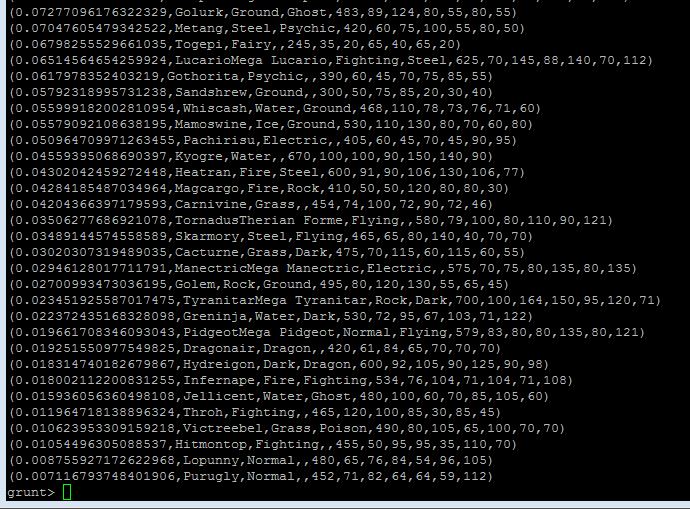 (0.07277096176322329,Golurk,Ground,Ghost,483,89,124,80,55,80,55)
(0.07047605479342522,Metang,Steel,Psychic,420,60,75,100,55,80,50)
(0.06798255529661035,Togepi,Fairy,,245,35,20,65,40,65,20)
(0.06514564654259924,LucarioMega Lucario,Fighting,Steel,625,70,145,88,140,70,112)
(0.0617978352403219,Gothorita,Psychic,,390,60,45,70,75,85,55)
(0.05792318995731238,Sandshrew,Ground,,300,50,75,85,20,30,40)
(0.055999182002810954,Whiscash,Water,Ground,468,110,78,73,76,71,60)
(0.05579092108638195,Mamoswine,Ice,Ground,530,110,130,80,70,60,80)
(0.050964709971263455,Pachirisu,Electric,,405,60,45,70,45,90,95)
(0.04559395068690397,Kyogre,Water,,670,100,100,90,150,140,90)
(0.04302042459272448,Heatran,Fire,Steel,600,91,90,106,130,106,77)
(0.04284185487034964,Magcargo,Fire,Rock,410,50,50,120,80,80,30)
(0.04204366397179593,Carnivine,Grass,,454,74,100,72,90,72,46)
(0.03506277686921078,TornadusTherian Forme,Flying,,580,79,100,80,110,90,121)
(0.03489144574558589,Skarmory,Steel,Flying,465,65,80,140,40,70,70)
(0.03020307319489035,Cacturne,Grass,Dark,475,70,115,60,115,60,55)
(0.02946128017711791,ManectricMega Manectric,Electric,,575,70,75,80,135,80,135)
(0.02700993473036195,Golem,Rock,Ground,495,80,120,130,55,65,45)
(0.023451925587017475,TyranitarMega Tyranitar,Rock,Dark,700,100,164,150,95,120,71)
(0.022372435168328098,Greninja,Water,Dark,530,72,95,67,103,71,122)
(0.019661708346093043,PidgeotMega Pidgeot,Normal,Flying,579,83,80,80,135,80,121)
(0.019251550977549825,Dragonair,Dragon,,420,61,84,65,70,70,70)
(0.018314740182679867,Hydreigon,Dark,Dragon,600,92,105,90,125,90,98)
(0.018002112200831255,Infernape,Fire,Fighting,534,76,104,71,104,71,108)
(0.015936056360498108,Jellicent,Water,Ghost,480,100,60,70,85,105,60)
(0.011964718138896324,Throh,Fighting,,465,120,100,85,30,85,45)
(0.010623953309159218,Victreebel,Grass,Poison,490,80,105,65,100,70,70)
(0.01054496305088537,Hitmontop,Fighting,,455,50,95,95,35,110,70)
(0.008755927172622968,Lopunny,Normal,,480,65,76,84,54,96,105)
(0.007116793748401906,Purugly,Normal,,452,71,82,64,64,59,112)
grunt>